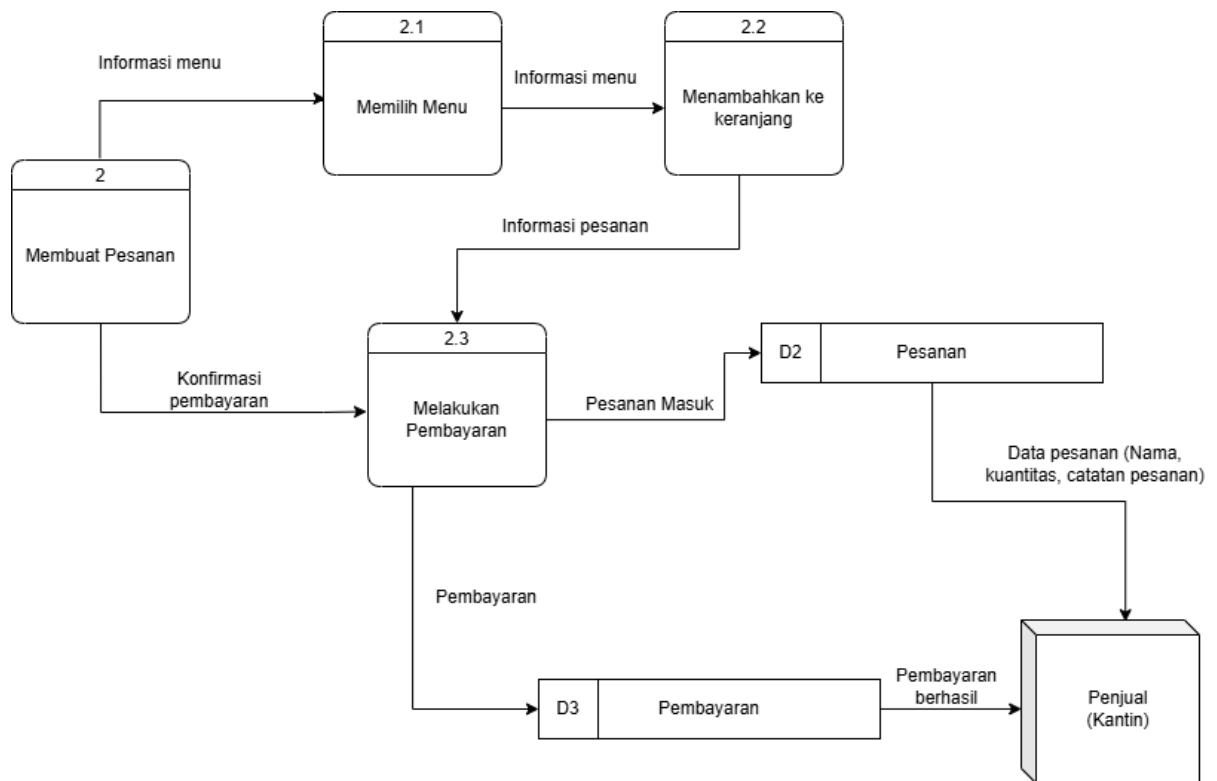 2.1
Memilih Menu
2.2
Menambahkan ke
keranjang
Informasi menu
Informasi menu
2
Membuat Pesanan
Informasi pesanan
Konfirmasi
pembayaran
2.3
Melakukan
Pembayaran
Pesanan Masuk
D2
Pesanan
Data pesanan (Nama,
kuantitas, catatan pesanan)
Pembayaran
D3
Pembayaran
Pembayaran
berhasil
Penjual
(Kantin)